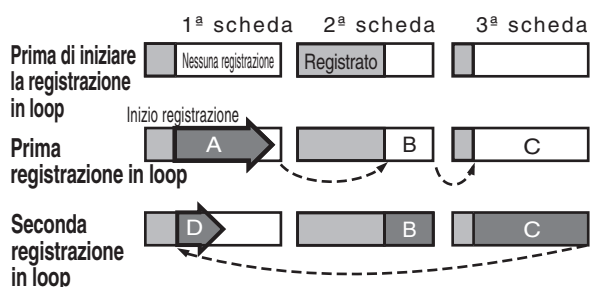 1ª scheda 2ª scheda 3ª scheda
Prima di iniziare
la registrazione
in loop
Nessuna registrazione
Registrato
Inizio registrazione
Prima
registrazione in loop
A
B
C
Seconda
registrazione
in loop
D
B
C